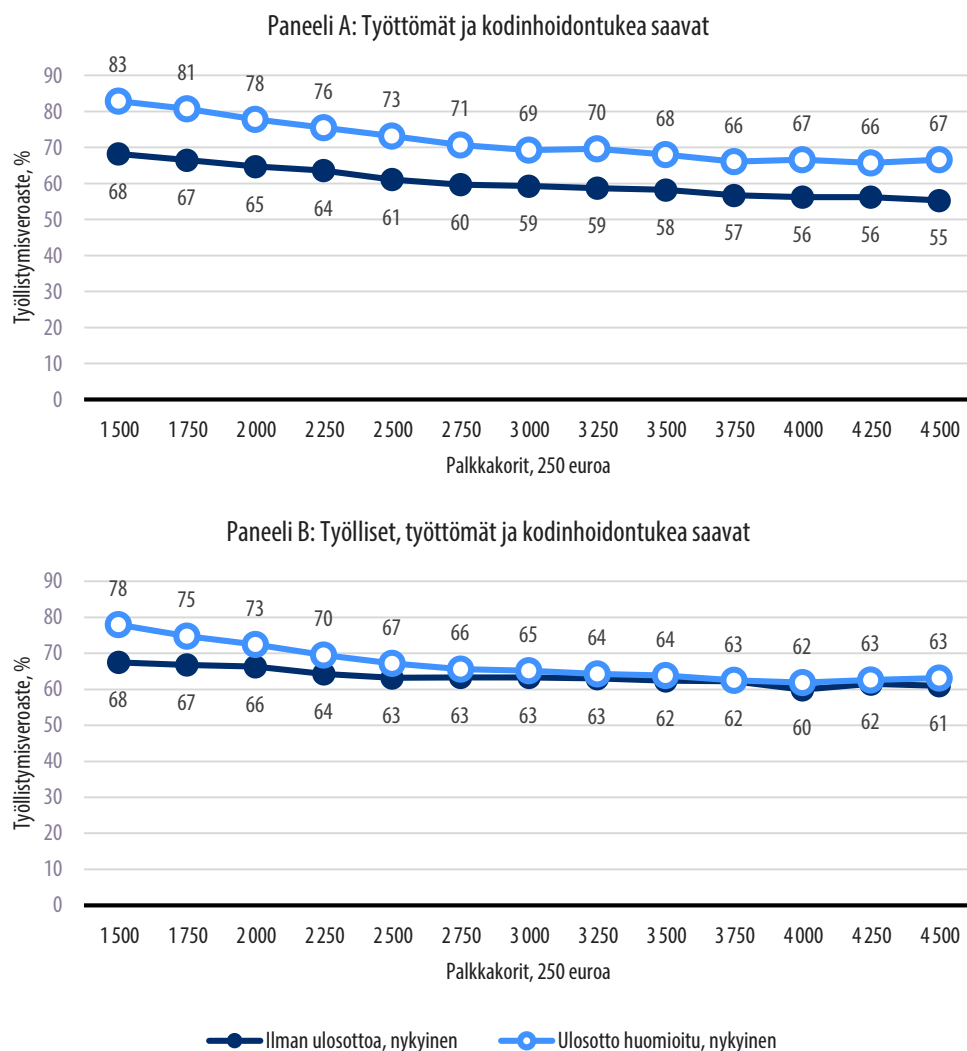 Paneeli A: Työttömät ja kodinhoidontukea saavat
83 81 78 76 73 71 69 70 68 66 67 66 67
90
80
70
60
50
40
30
20
10
0
68 67 65 64 61 60 59 59 58 57 56 56 55
Työllistymisveroaste, %
1 500 1 750 2 000 2 250 2 500 2 750 3 000 3 250 3 500 3 750 4 000 4 250 4 500
Palkkakorit, 250 euroa
Paneeli B: Työlliset, työttömät ja kodinhoidontukea saavat
78 75 73 70 67 66 65 64 64 63 62 63 63
90
80
70
60
50
40
30
20
10
0
68 67 66 64 63 63 63 63 62 62 60 62 61
Työllistymisveroaste, %
1 500 1 750 2 000 2 250 2 500 2 750 3 000 3 250 3 500 3 750 4 000 4 250 4 500
Palkkakorit, 250 euroa
Ilman ulosottoa, nykyinen Ulosotto huomioitu, nykyinen